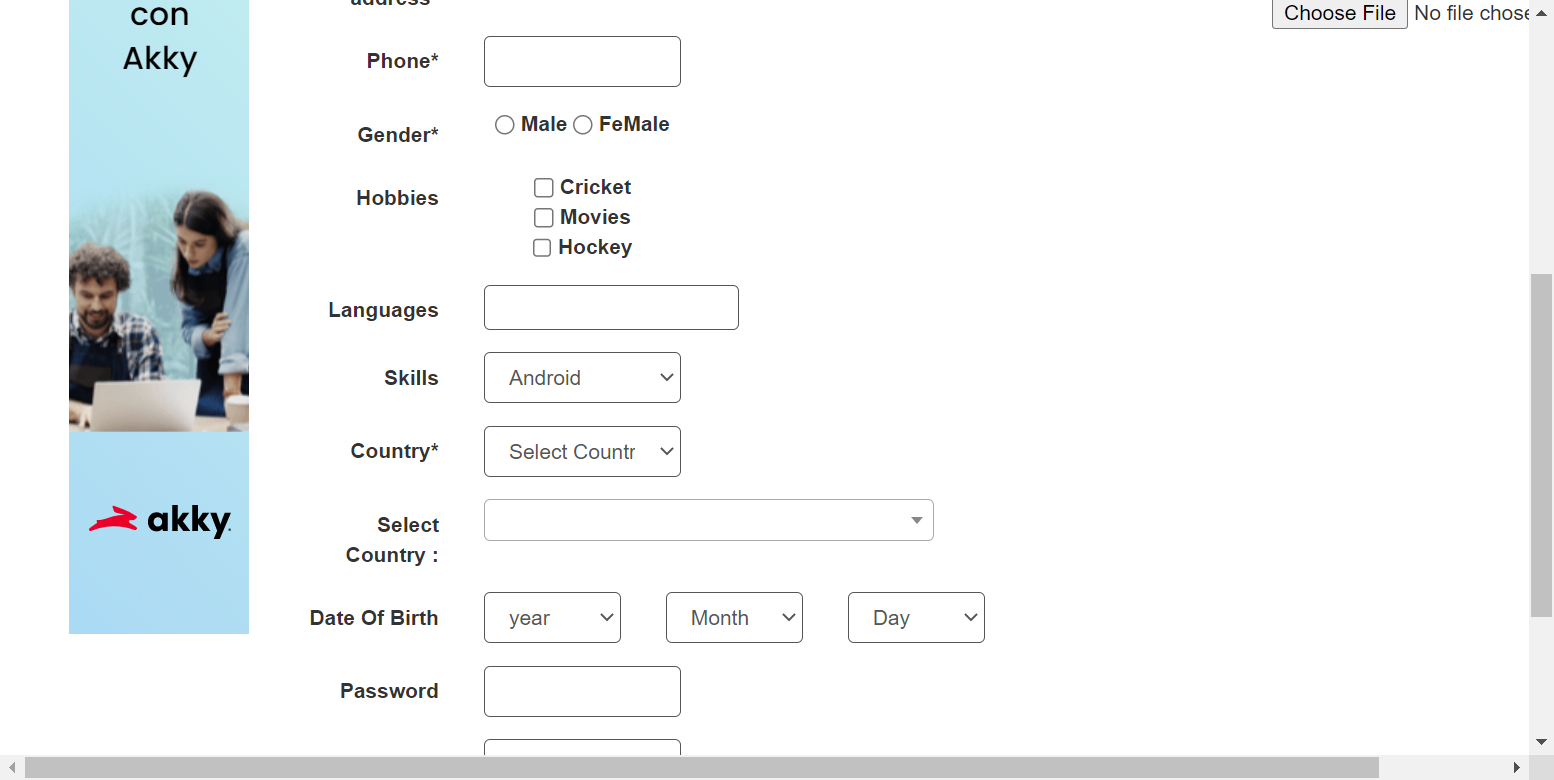 con
Akky
address
Choose File No file chose
Phone*
Gender*
Male FeMale
Hobbies
Cricket
Movies
Hockey
Languages
Skills
Android
Country*
Select Countr
Select
Country :
akky.
Date Of Birth
year Month Day
Password